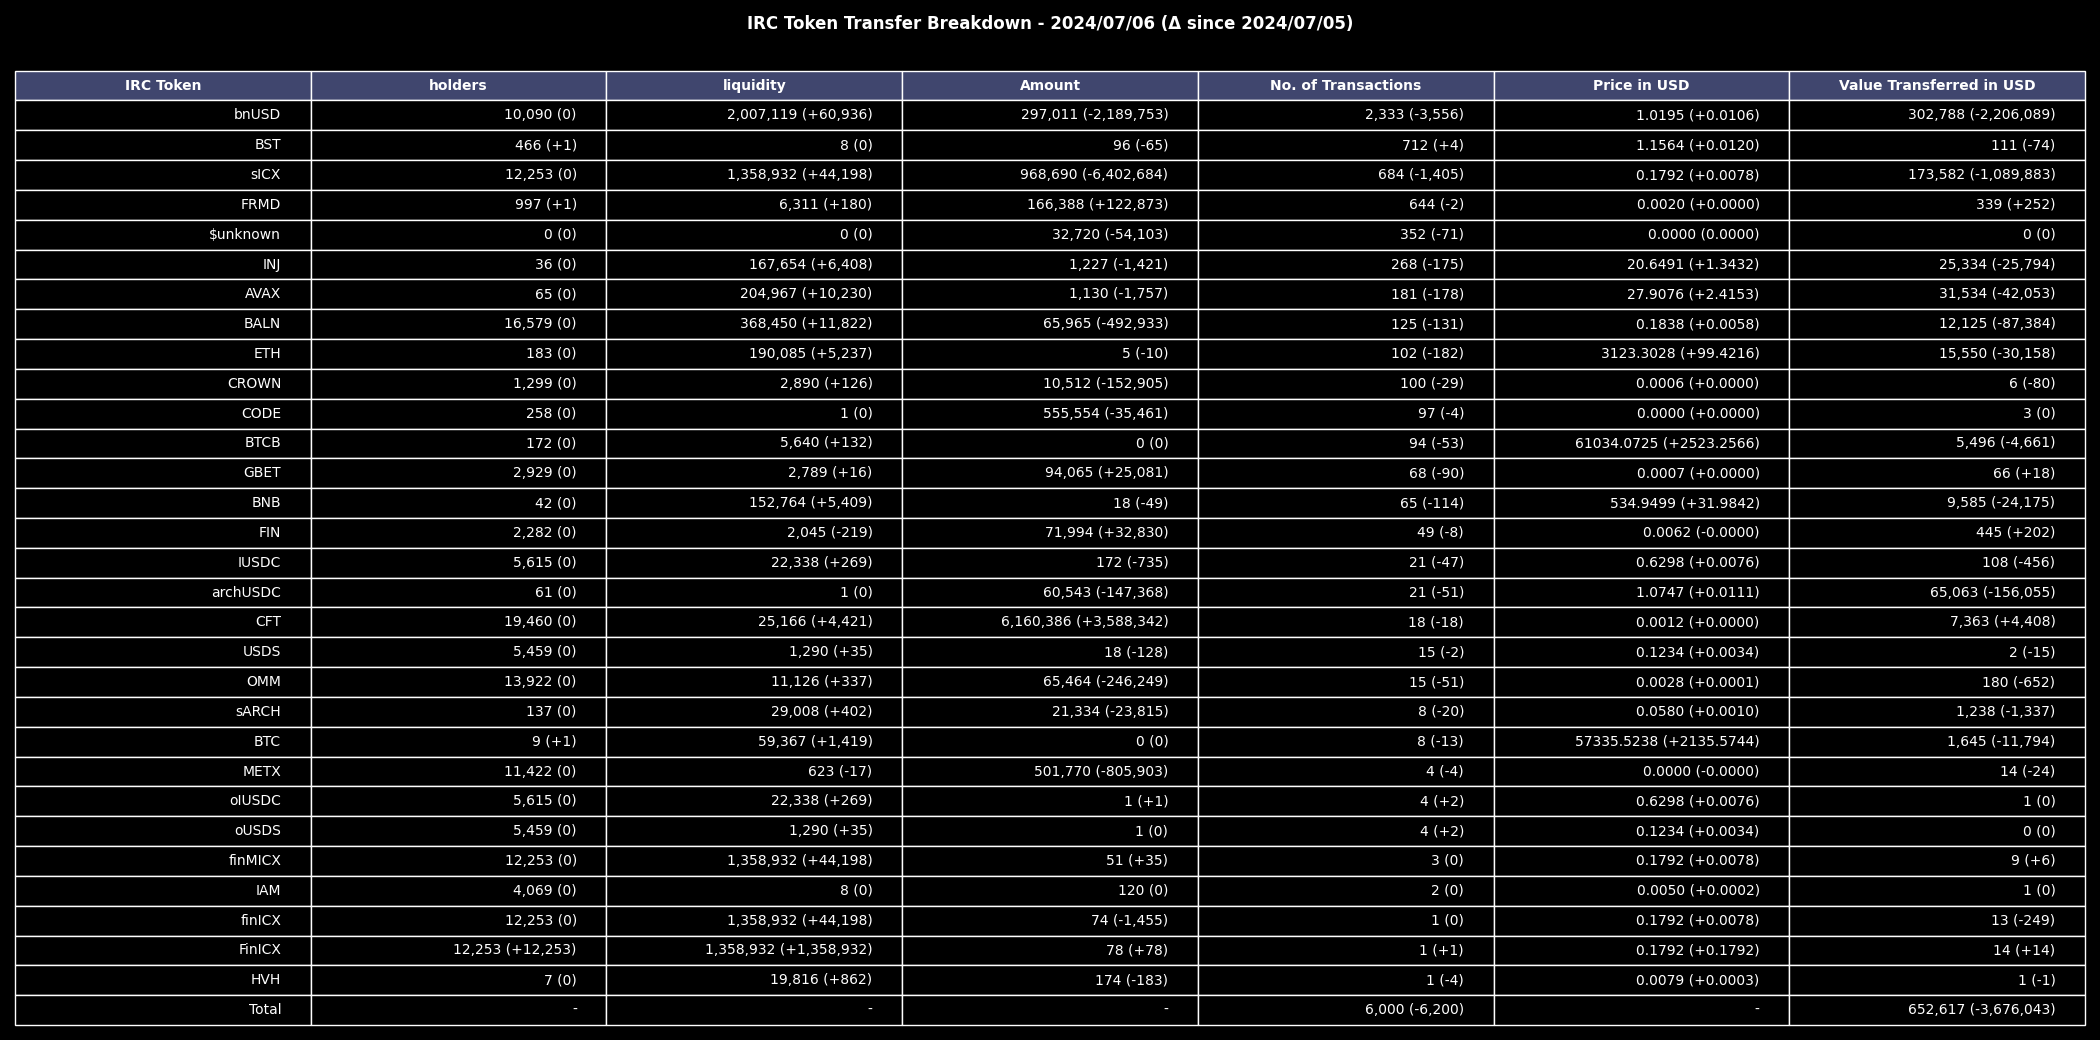 IRC Token Transfer Breakdown - 2024/07/06 (Δ since 2024/07/05)
IRC Token holders liquidity Amount No. of Transactions Price in USD Value Transferred in USD
bnUSD 10,090 (0) 2,007,119 (+60,936) 297,011 (-2,189,753) 2,333 (-3,556) 1.0195 (+0.0106) 302,788 (-2,206,089)
BST 466 (+1) 8 (0) 96 (-65) 712 (+4) 1.1564 (+0.0120) 111 (-74)
sICX 12,253 (0) 1,358,932 (+44,198) 968,690 (-6,402,684) 684 (-1,405) 0.1792 (+0.0078) 173,582 (-1,089,883)
FRMD 997 (+1) 6,311 (+180) 166,388 (+122,873) 644 (-2) 0.0020 (+0.0000) 339 (+252)
$unknown 0 (0) 0 (0) 32,720 (-54,103) 352 (-71) 0.0000 (0.0000) 0 (0)
INJ 36 (0) 167,654 (+6,408) 1,227 (-1,421) 268 (-175) 20.6491 (+1.3432) 25,334 (-25,794)
AVAX 65 (0) 204,967 (+10,230) 1,130 (-1,757) 181 (-178) 27.9076 (+2.4153) 31,534 (-42,053)
BALN 16,579 (0) 368,450 (+11,822) 65,965 (-492,933) 125 (-131) 0.1838 (+0.0058) 12,125 (-87,384)
ETH 183 (0) 190,085 (+5,237) 5 (-10) 102 (-182) 3123.3028 (+99.4216) 15,550 (-30,158)
CROWN 1,299 (0) 2,890 (+126) 10,512 (-152,905) 100 (-29) 0.0006 (+0.0000) 6 (-80)
CODE 258 (0) 1 (0) 555,554 (-35,461) 97 (-4) 0.0000 (+0.0000) 3 (0)
BTCB 172 (0) 5,640 (+132) 0 (0) 94 (-53) 61034.0725 (+2523.2566) 5,496 (-4,661)
GBET 2,929 (0) 2,789 (+16) 94,065 (+25,081) 68 (-90) 0.0007 (+0.0000) 66 (+18)
BNB 42 (0) 152,764 (+5,409) 18 (-49) 65 (-114) 534.9499 (+31.9842) 9,585 (-24,175)
FIN 2,282 (0) 2,045 (-219) 71,994 (+32,830) 49 (-8) 0.0062 (-0.0000) 445 (+202)
IUSDC 5,615 (0) 22,338 (+269) 172 (-735) 21 (-47) 0.6298 (+0.0076) 108 (-456)
archUSDC 61 (0) 1 (0) 60,543 (-147,368) 21 (-51) 1.0747 (+0.0111) 65,063 (-156,055)
CFT 19,460 (0) 25,166 (+4,421) 6,160,386 (+3,588,342) 18 (-18) 0.0012 (+0.0000) 7,363 (+4,408)
USDS 5,459 (0) 1,290 (+35) 18 (-128) 15 (-2) 0.1234 (+0.0034) 2 (-15)
OMM 13,922 (0) 11,126 (+337) 65,464 (-246,249) 15 (-51) 0.0028 (+0.0001) 180 (-652)
sARCH 137 (0) 29,008 (+402) 21,334 (-23,815) 8 (-20) 0.0580 (+0.0010) 1,238 (-1,337)
BTC 9 (+1) 59,367 (+1,419) 0 (0) 8 (-13) 57335.5238 (+2135.5744) 1,645 (-11,794)
METX 11,422 (0) 623 (-17) 501,770 (-805,903) 4 (-4) 0.0000 (-0.0000) 14 (-24)
oIUSDC 5,615 (0) 22,338 (+269) 1 (+1) 4 (+2) 0.6298 (+0.0076) 1 (0)
oUSDS 5,459 (0) 1,290 (+35) 1 (0) 4 (+2) 0.1234 (+0.0034) 0 (0)
finMICX 12,253 (0) 1,358,932 (+44,198) 51 (+35) 3 (0) 0.1792 (+0.0078) 9 (+6)
IAM 4,069 (0) 8 (0) 120 (0) 2 (0) 0.0050 (+0.0002) 1 (0)
finICX 12,253 (0) 1,358,932 (+44,198) 74 (-1,455) 1 (0) 0.1792 (+0.0078) 13 (-249)
FinICX 12,253 (+12,253) 1,358,932 (+1,358,932) 78 (+78) 1 (+1) 0.1792 (+0.1792) 14 (+14)
HVH 7 (0) 19,816 (+862) 174 (-183) 1 (-4) 0.0079 (+0.0003) 1 (-1)
Total - - - 6,000 (-6,200) - 652,617 (-3,676,043)